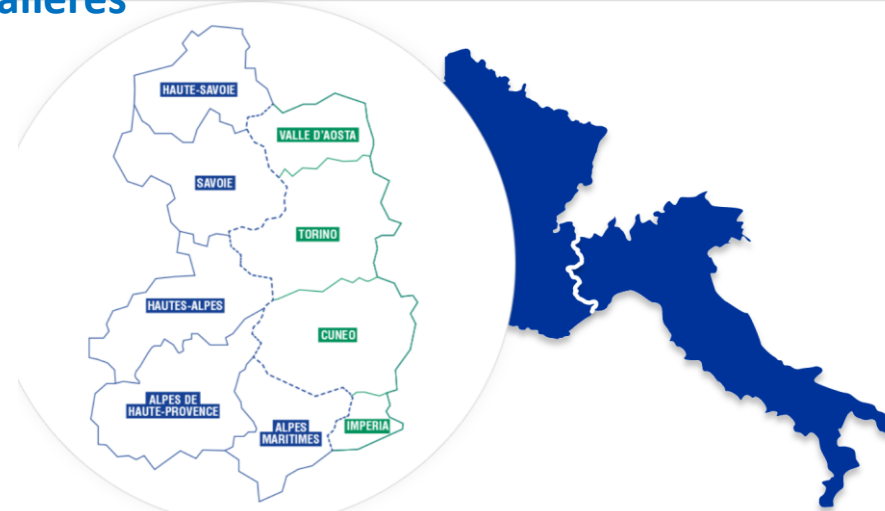 HAUTE-SAVOIE
VALLE D'AOSTA
SAVOIE
TORINO
HAUTES-ALPES
CUNEO
ALPES DE
HAUTE-PROVENCE
ALPES
MARITIMES
IMPERIA